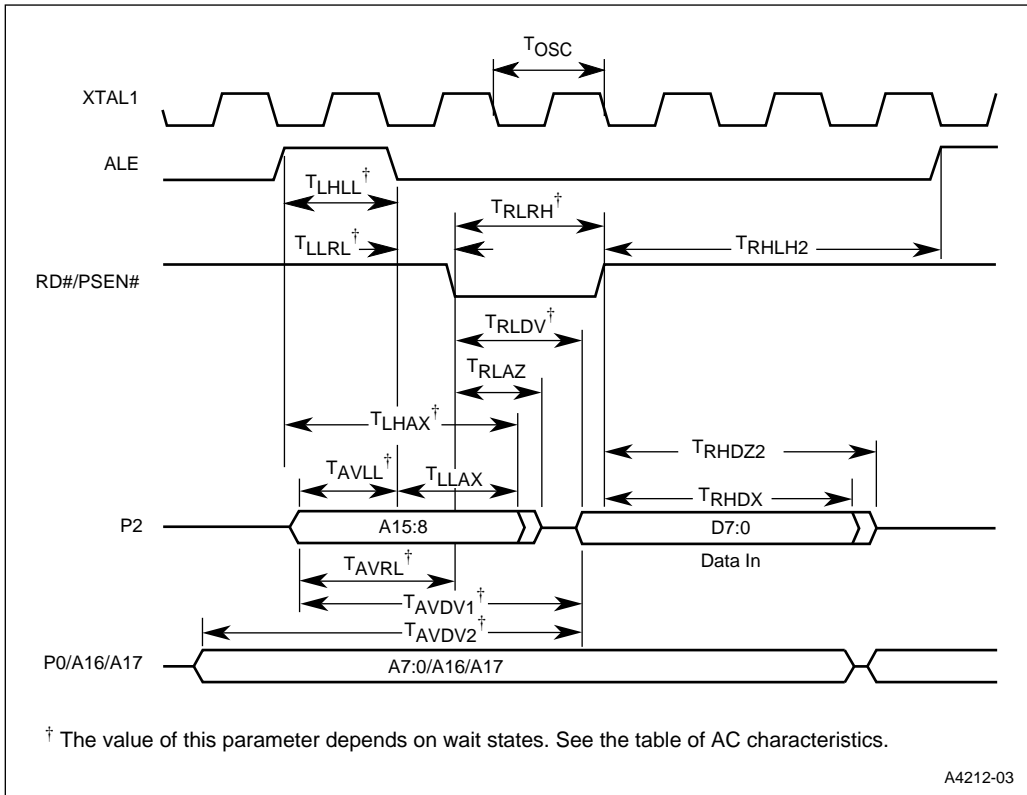 TOSC
XTAL1
ALE
TLHLL†
TRLRH†
TLLRL†
TRHLH2
RD#/PSEN#
TRLDV†
TRLAZ
TLHAX†
TRHDZ2
TAVLL†
TLLAX
TRHDX
P2
A15:8
D7:0
Data In
TAVRL†
TAVDV1†
TAVDV2†
P0/A16/A17
A7:0/A16/A17
† The value of this parameter depends on wait states. See the table of AC characteristics.
A4212-03